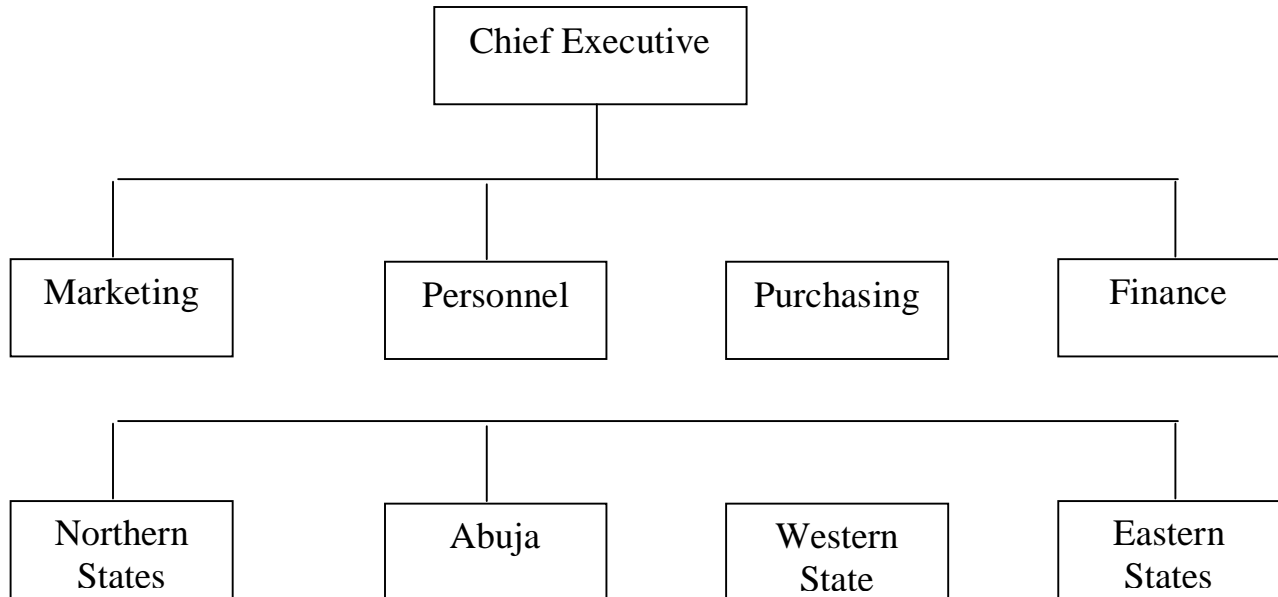 Chief Executive
Marketing
Personnel
Purchasing
Finance
Northern
States
Abuja
Western
State
Eastern
States